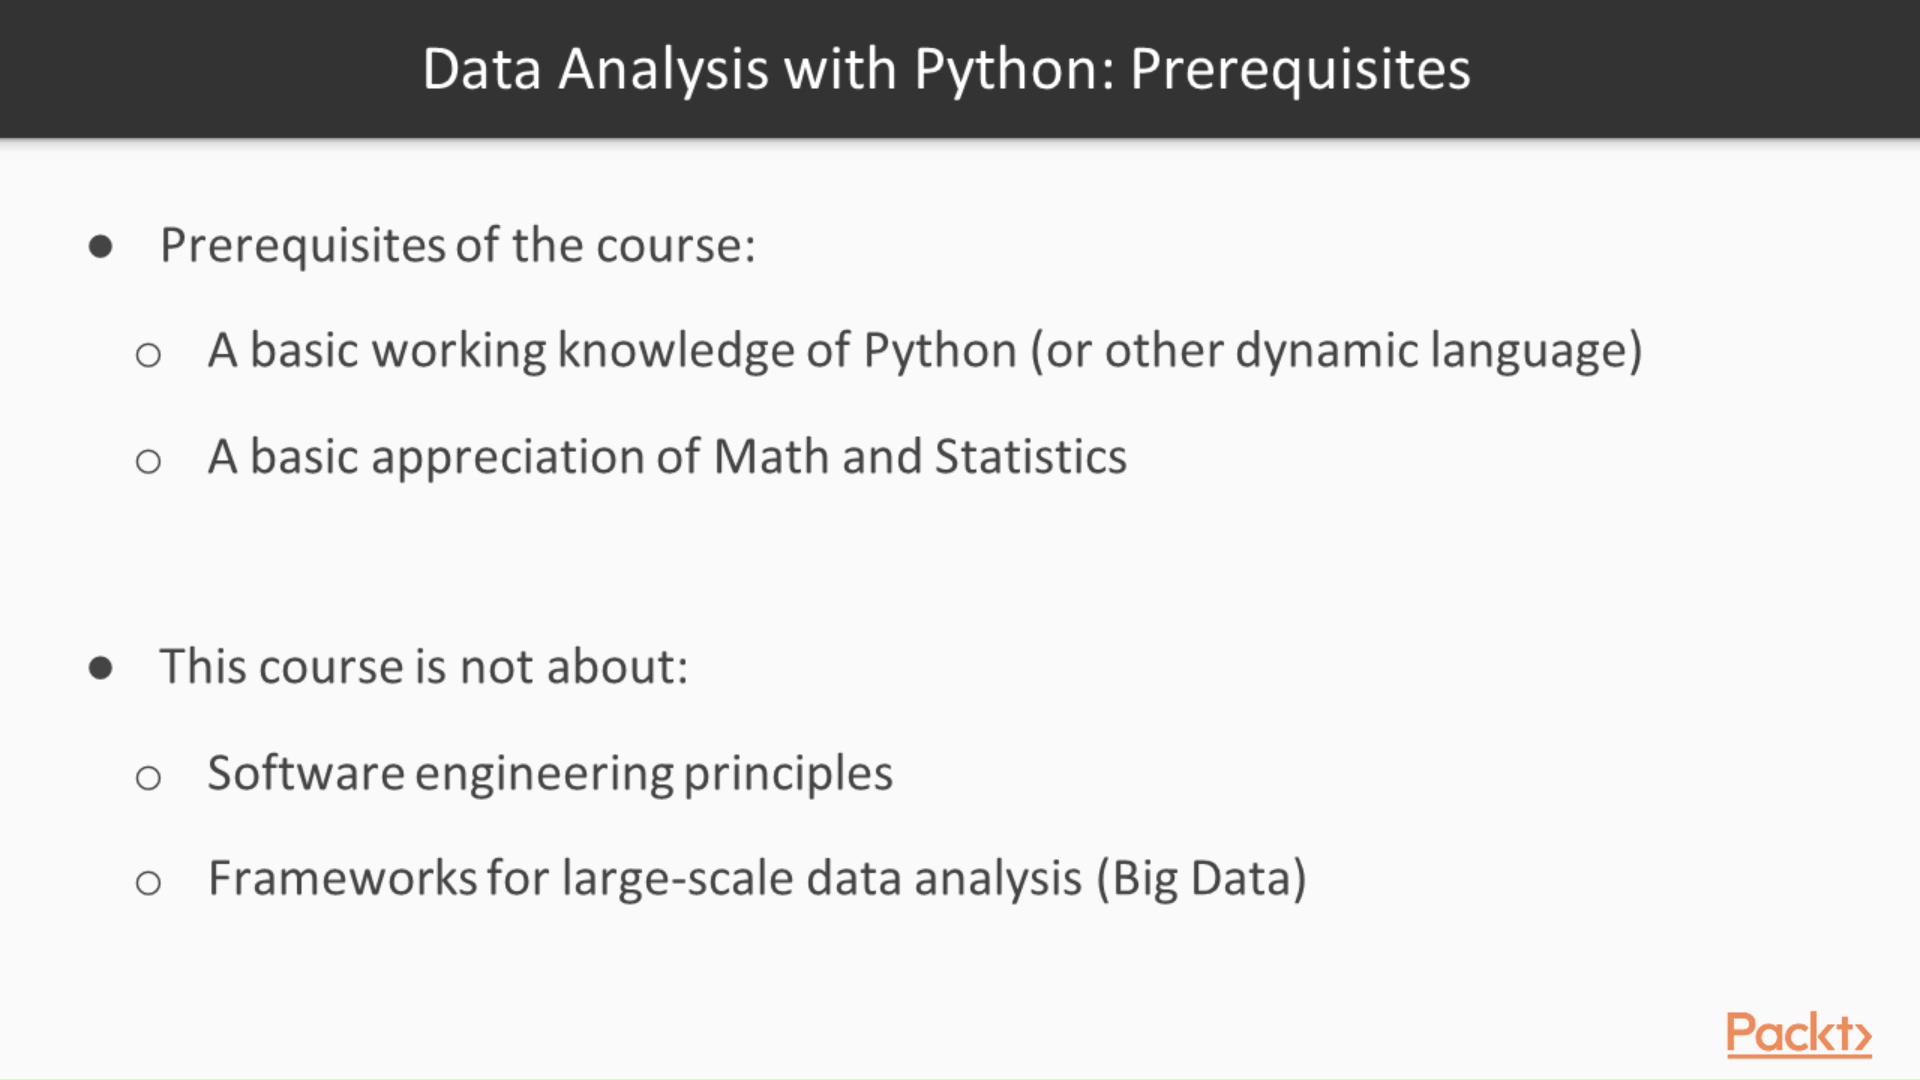 Data Analysis with Python: Prerequisites
● Prerequisites of the course:
○ A basic working knowledge of Python (or other dynamic language)
○ A basic appreciation of Math and Statistics
● This course is not about:
○ Software engineering principles
○ Frameworks for large-scale data analysis (Big Data)
Packt>